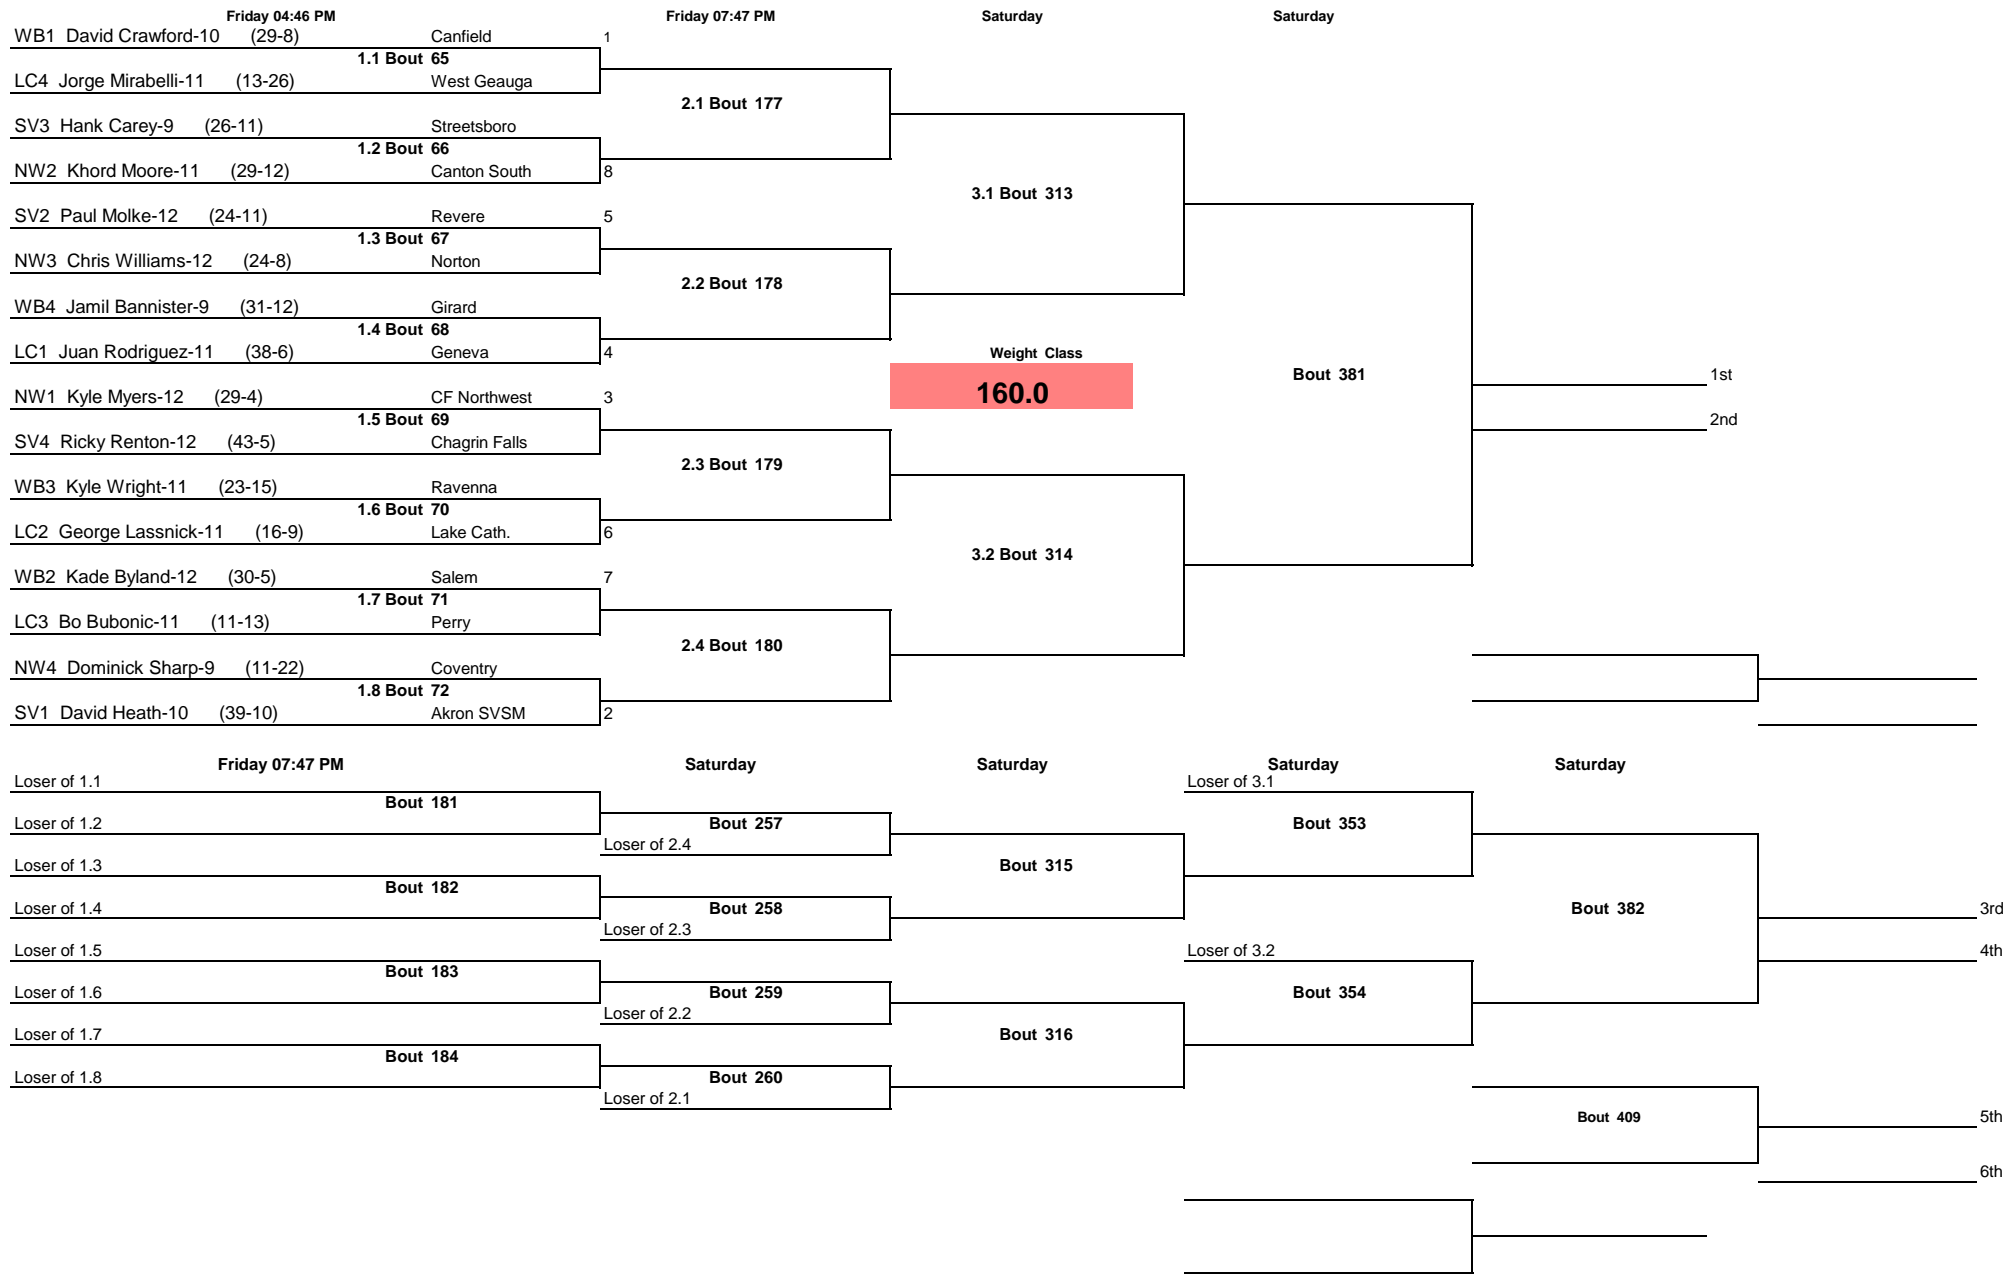 Friday 04:46 PM Friday 07:47 PM Saturday Saturday
WB1 David Crawford-10 (29-8) Canfield 1
1.1 Bout 65
LC4 Jorge Mirabelli-11 (13-26) West Geauga
2.1 Bout 177
SV3 Hank Carey-9 (26-11) Streetsboro
1.2 Bout 66
NW2 Khord Moore-11 (29-12) Canton South 8
3.1 Bout 313
SV2 Paul Molke-12 (24-11) Revere 5
1.3 Bout 67
NW3 Chris Williams-12 (24-8) Norton
2.2 Bout 178
WB4 Jamil Bannister-9 (31-12) Girard
1.4 Bout 68
LC1 Juan Rodriguez-11 (38-6) Geneva 4 Weight Class
Bout 381 1st
NW1 Kyle Myers-12 (29-4) CF Northwest 3 160.0
1.5 Bout 69 2nd
SV4 Ricky Renton-12 (43-5) Chagrin Falls
2.3 Bout 179
WB3 Kyle Wright-11 (23-15) Ravenna
1.6 Bout 70
LC2 George Lassnick-11 (16-9) Lake Cath. 6
3.2 Bout 314
WB2 Kade Byland-12 (30-5) Salem 7
1.7 Bout 71
LC3 Bo Bubonic-11 (11-13) Perry
2.4 Bout 180
NW4 Dominick Sharp-9 (11-22) Coventry
1.8 Bout 72
SV1 David Heath-10 (39-10) Akron SVSM 2
Friday 07:47 PM Saturday Saturday Saturday Saturday
Loser of 1.1 Loser of 3.1
Bout 181
Loser of 1.2 Bout 257 Bout 353
Loser of 2.4
Loser of 1.3 Bout 315
Bout 182
Loser of 1.4 Bout 258 Bout 382 3rd
Loser of 2.3
Loser of 1.5 Loser of 3.2 4th
Bout 183
Loser of 1.6 Bout 259 Bout 354
Loser of 2.2
Loser of 1.7 Bout 316
Bout 184
Loser of 1.8 Bout 260
Loser of 2.1
Bout 409 5th
6th